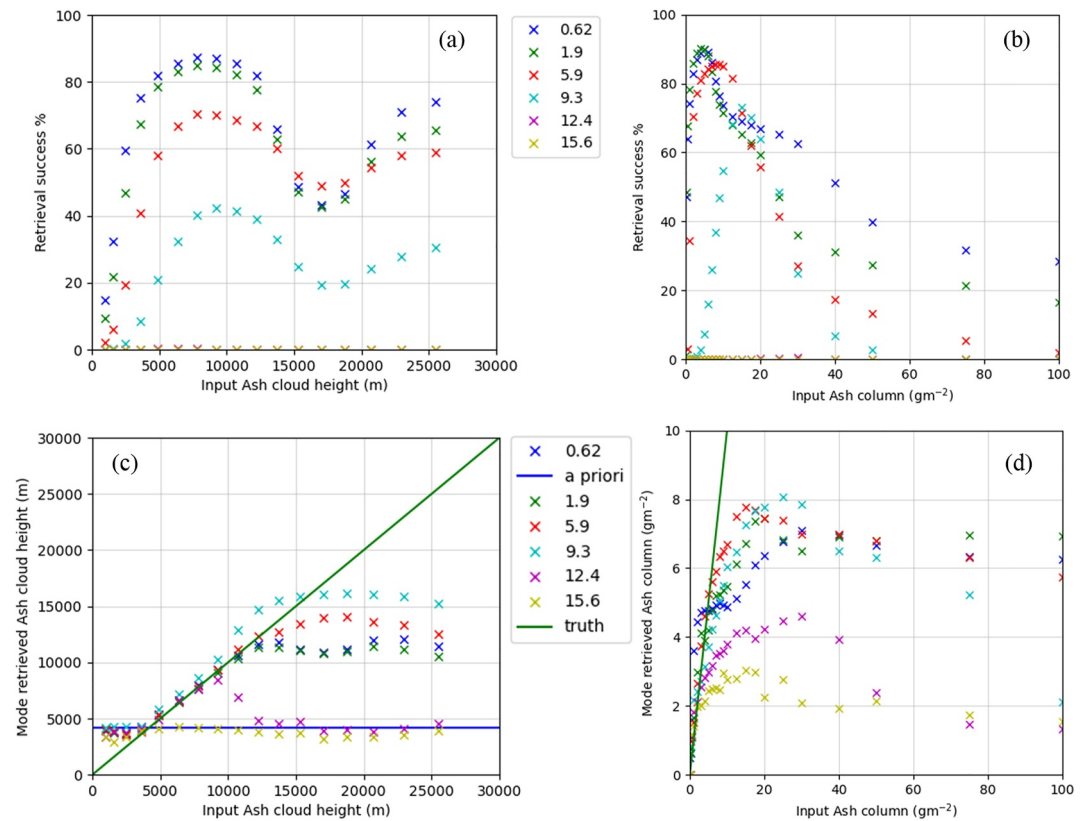 (a)
Retrieval success %
100
80
60
40
20
0
0 5000 10000 15000 20000 25000 30000
Input Ash cloud height (m)
0.62
1.9
5.9
9.3
12.4
15.6
(b)
Retrieval success %
100
80
60
40
20
0
0 20 40 60 80 100
Input Ash column (gm⁻²)
(c)
Mode retrieved Ash cloud height (m)
30000
25000
20000
15000
10000
5000
0
0 5000 10000 15000 20000 25000 30000
Input Ash cloud height (m)
0.62
a priori
1.9
5.9
9.3
12.4
15.6
truth
(d)
Mode retrieved Ash column (gm⁻²)
10
8
6
4
2
0
0 20 40 60 80 100
Input Ash column (gm⁻²)